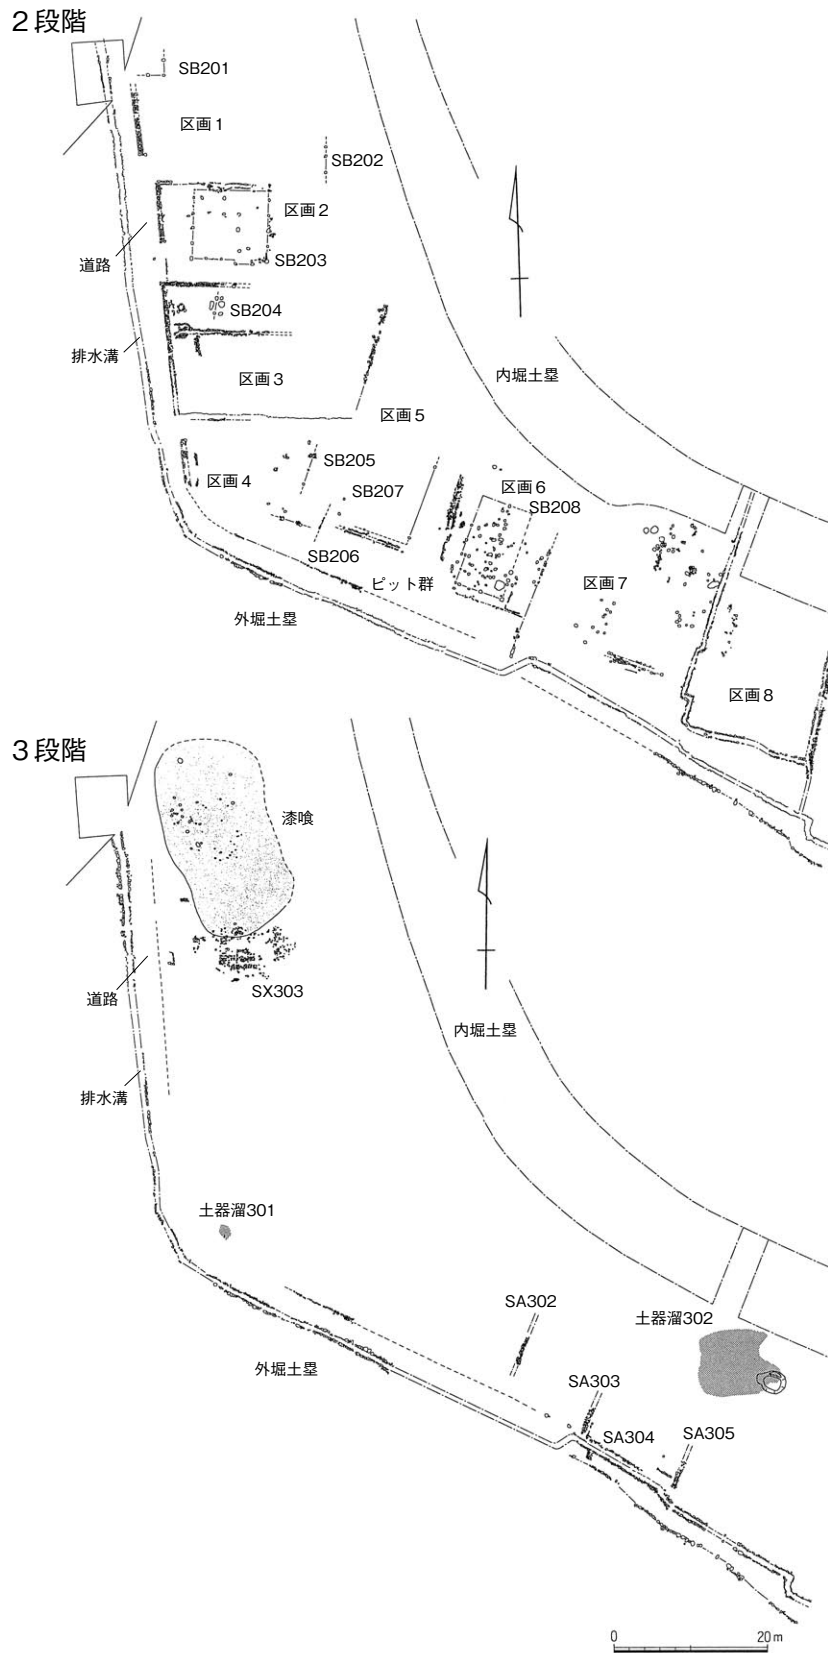 2段階
SB201
区画1
SB202
区画2
道路
SB203
SB204
排水溝
区画3
内堀土塁
区画5
SB205
区画4
SB207
区画6
SB208
SB206
ピット群
区画7
外堀土塁
区画8
3段階
漆喰
道路
SX303
内堀土塁
排水溝
土器溜301
SA302
土器溜302
外堀土塁
SA303
SA304
SA305
0 20m